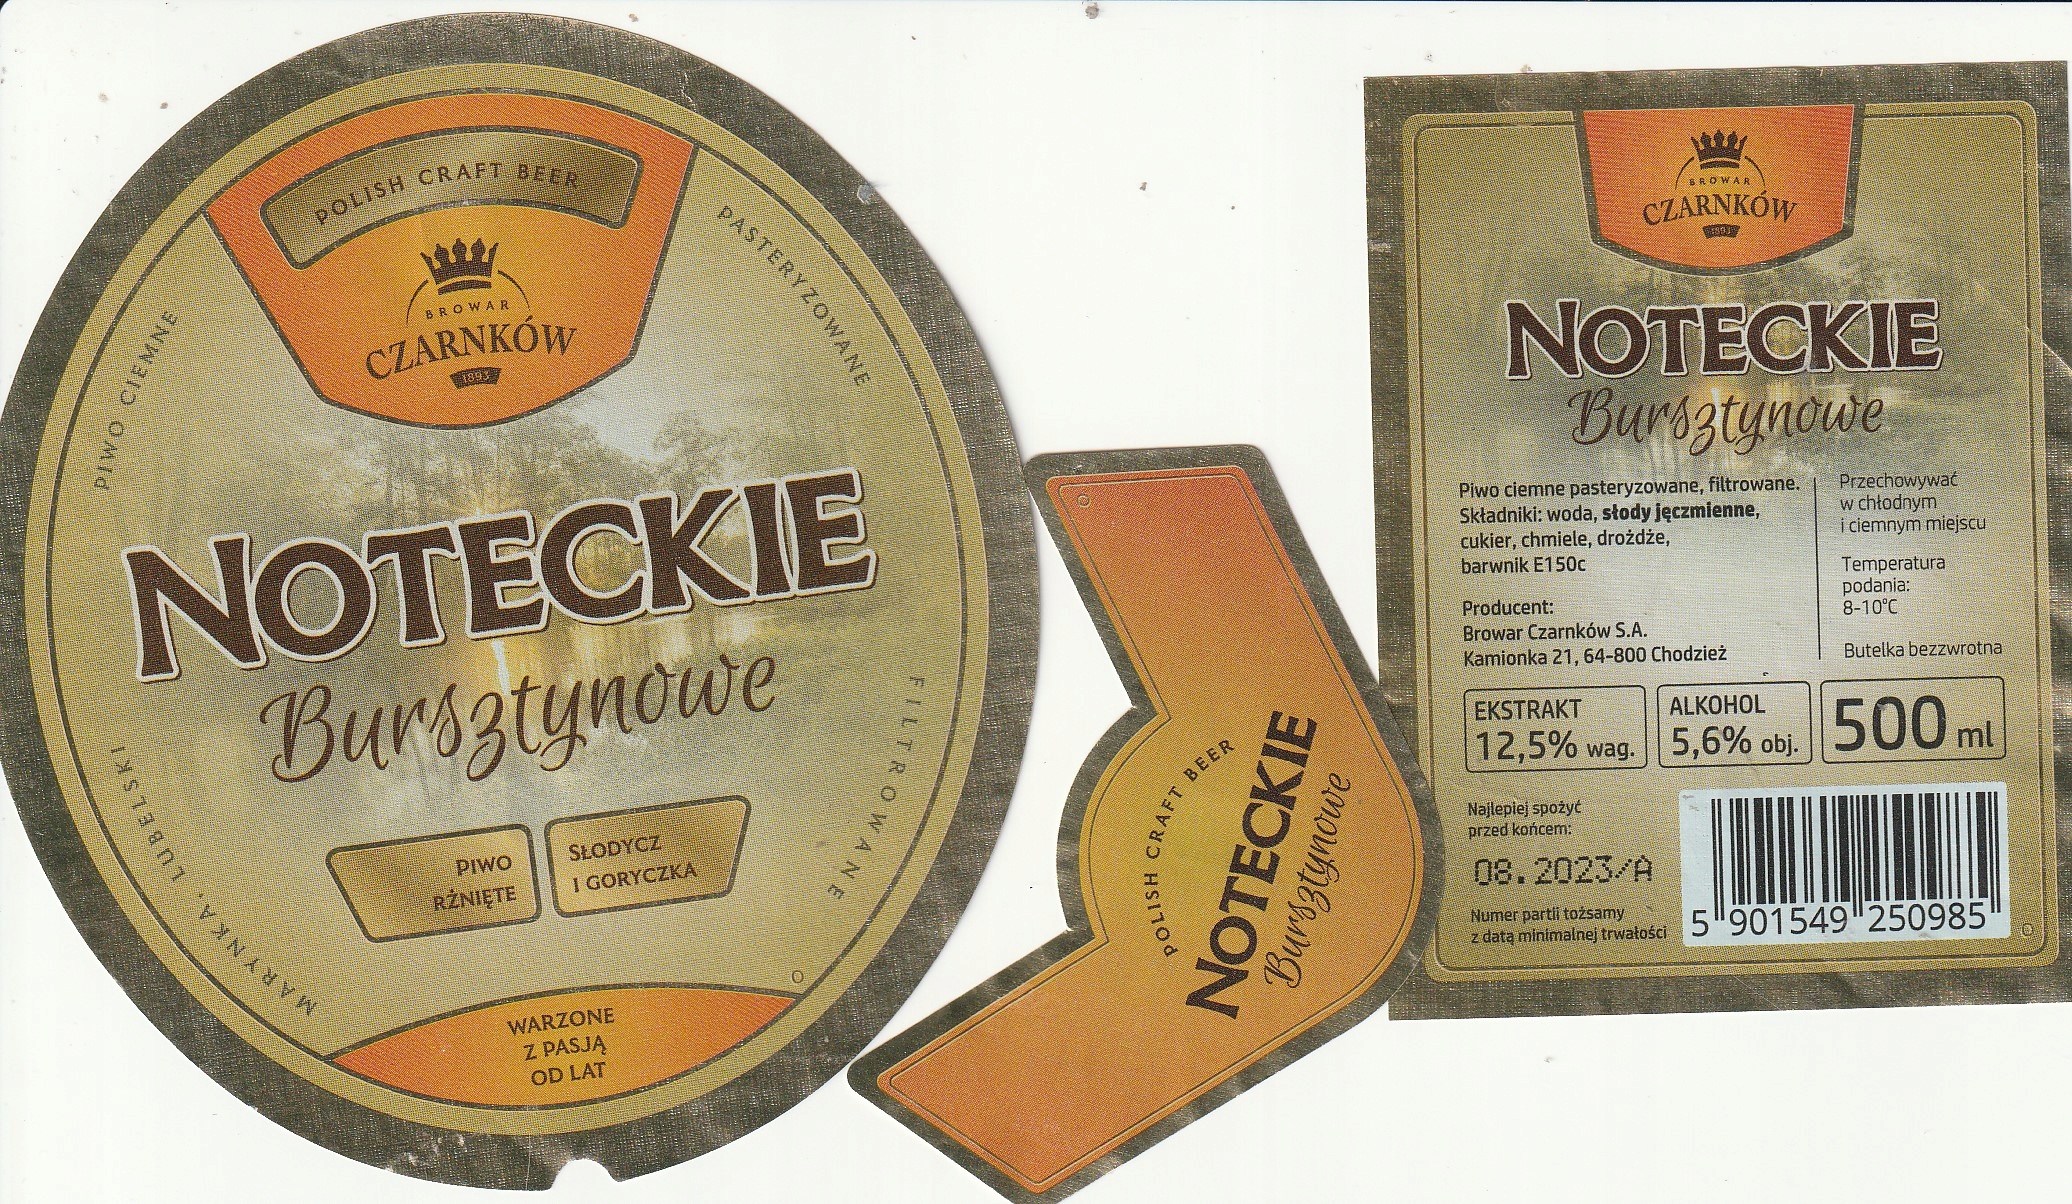 POLISH CRAFT BEER
BROWAR
CZARNKÓW
1893
PIWO CIEMNE
PASTERYZOWANE
NOTECKIE
Bursztynowe
MARYNKA, LUBELSKI
FILTROWANE
PIWO
RŻNIĘTE
SŁODYCZ
I GORYCZKA
WARZONE
Z PASJĄ
OD LAT
POLISH CRAFT BEER
NOTECKIE
Bursztynowe
BROWAR
CZARNKÓW
1893
NOTECKIE
Bursztynowe
Piwo ciemne pasteryzowane, filtrowane.
Składniki: woda, słody jęczmienne,
cukier, chmiele, drożdże,
barwnik E150c
Producent:
Browar Czarnków S.A.
Kamionka 21, 64-800 Chodzież
Przechowywać
w chłodnym
i ciemnym miejscu
Temperatura
podania:
8-10°C
Butelka bezzwrotna
EKSTRAKT
12,5% wag.
ALKOHOL
5,6% obj.
500 ml
Najlepiej spożyć
przed końcem:
08.2023/A
Numer partii tożsamy
z datą minimalnej trwałości
5 901549 250985